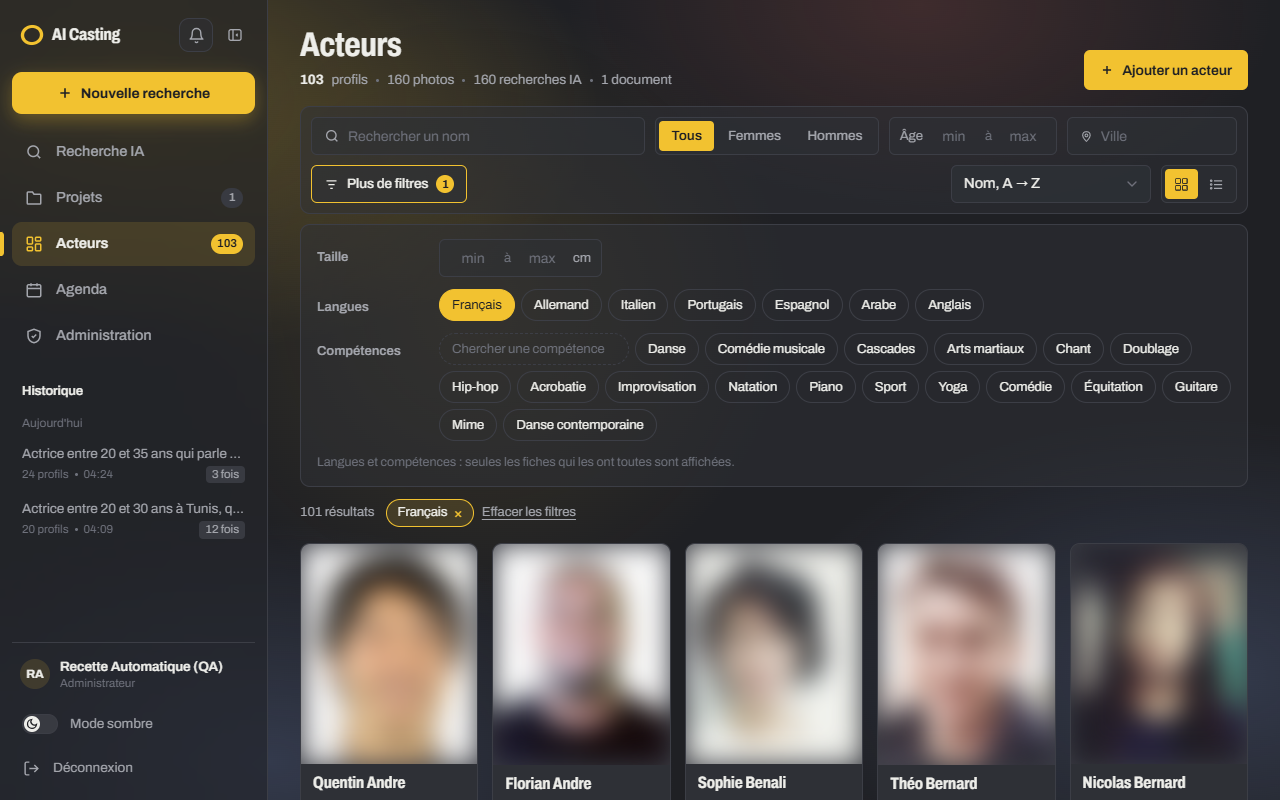 AI Casting
+ Nouvelle recherche
Recherche IA
Projets 1
Acteurs 103
Agenda
Administration
Historique
Aujourd'hui
Actrice entre 20 et 35 ans qui parle ...
24 profils • 04:24 3 fois
Actrice entre 20 et 30 ans à Tunis, q...
20 profils • 04:09 12 fois
RA Recette Automatique (QA)
Administrateur
Mode sombre
Déconnexion
Acteurs
103 profils • 160 photos • 160 recherches IA • 1 document
+ Ajouter un acteur
Rechercher un nom Tous Femmes Hommes Âge min à max Ville
Plus de filtres 1 Nom, A → Z
Taille min à max cm
Langues Français Allemand Italien Portugais Espagnol Arabe Anglais
Compétences Chercher une compétence Danse Comédie musicale Cascades Arts martiaux Chant Doublage
Hip-hop Acrobatie Improvisation Natation Piano Sport Yoga Comédie Équitation Guitare
Mime Danse contemporaine
Langues et compétences : seules les fiches qui les ont toutes sont affichées.
101 résultats Français × Effacer les filtres
Quentin Andre Florian Andre Sophie Benali Théo Bernard Nicolas Bernard